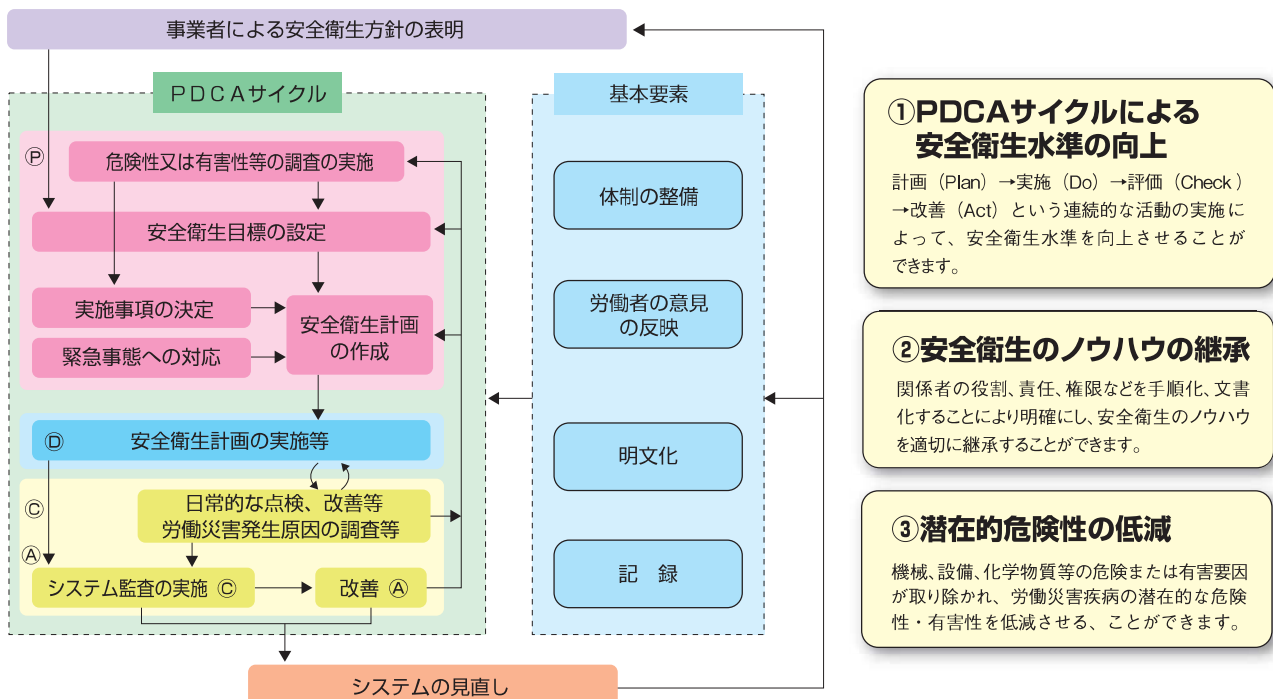 事業者による安全衛生方針の表明
PDCAサイクル
Ⓟ
危険性又は有害性等の調査の実施
安全衛生目標の設定
実施事項の決定
緊急事態への対応
安全衛生計画
の作成
Ⓓ
安全衛生計画の実施等
Ⓒ
日常的な点検、改善等
労働災害発生原因の調査等
Ⓐ
システム監査の実施 Ⓒ
改善 Ⓐ
システムの見直し
基本要素
体制の整備
労働者の意見
の反映
明文化
記 録
①PDCAサイクルによる
安全衛生水準の向上
計画（Plan）→実施（Do）→評価（Check）
→改善（Act）という連続的な活動の実施に
よって、安全衛生水準を向上させることが
できます。
②安全衛生のノウハウの継承
関係者の役割、責任、権限などを手順化、文書
化することにより明確にし、安全衛生のノウハウ
を適切に継承することができます。
③潜在的危険性の低減
機械、設備、化学物質等の危険または有害要因
が取り除かれ、労働災害疾病の潜在的な危険
性・有害性を低減させる、ことができます。